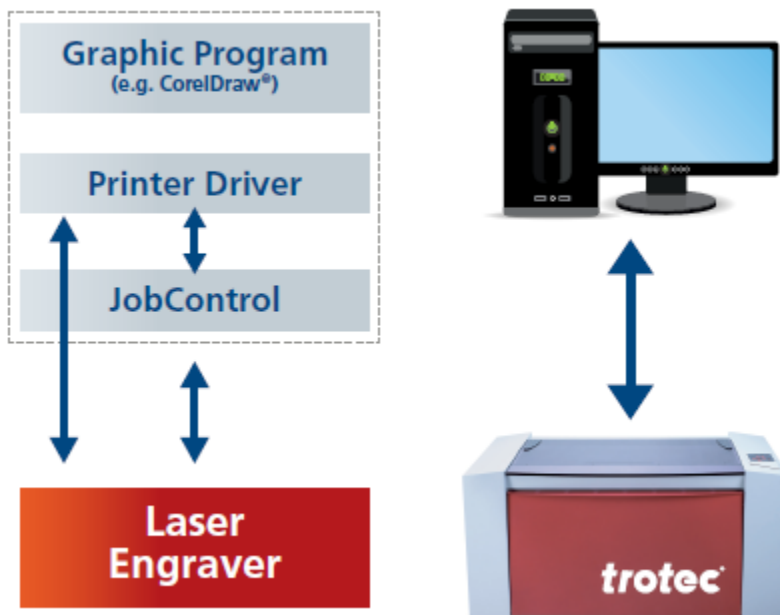 Graphic Program
(e.g. CorelDraw®)
Printer Driver
JobControl
Laser
Engraver
trotec